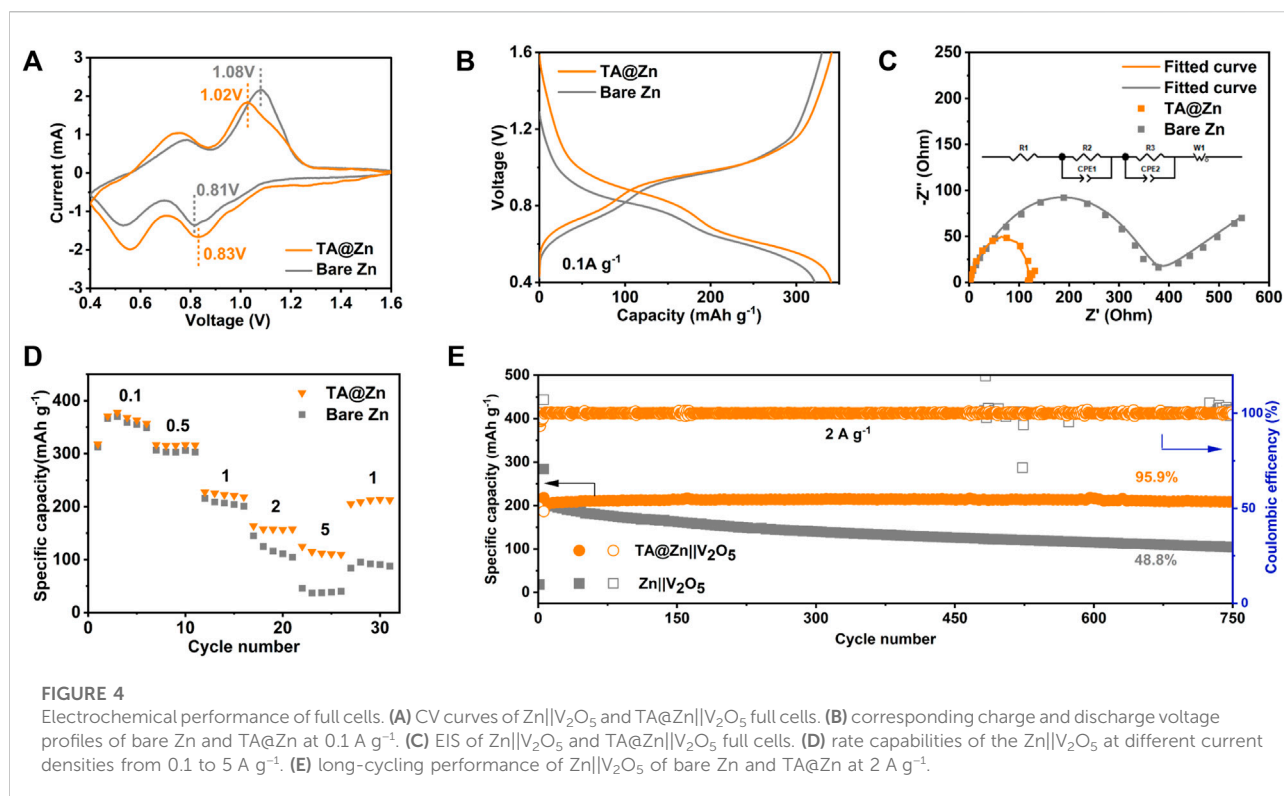 A
3
2
1
0
-1
-2
-3
Current (mA)
1.08V
1.02V
0.81V
0.83V
TA@Zn
Bare Zn
0.4 0.6 0.8 1.0 1.2 1.4 1.6
Voltage (V)
B
1.6
1.2
0.8
0.4
Voltage (V)
TA@Zn
Bare Zn
0.1A g⁻¹
0 100 200 300
Capacity (mAh g⁻¹)
C
250
200
150
100
50
0
-Z'' (Ohm)
Fitted curve
Fitted curve
TA@Zn
Bare Zn
R1 R2 R3 W1
CPE1 CPE2
0 100 200 300 400 500 600
Z' (Ohm)
D
400
300
200
100
0
Specific capacity(mAh g⁻¹)
TA@Zn
Bare Zn
0.1
0.5
1
2
5
1
0 10 20 30
Cycle number
E
500
400
300
200
100
0
Specific capacity (mAh g⁻¹)
2 A g⁻¹
95.9%
48.8%
TA@Zn||V₂O₅
Zn||V₂O₅
100
50
0
Coulombic efficency (%)
0 150 300 450 600 750
Cycle number
FIGURE 4
Electrochemical performance of full cells. (A) CV curves of Zn||V₂O₅ and TA@Zn||V₂O₅ full cells. (B) corresponding charge and discharge voltage
profiles of bare Zn and TA@Zn at 0.1 A g⁻¹. (C) EIS of Zn||V₂O₅ and TA@Zn||V₂O₅ full cells. (D) rate capabilities of the Zn||V₂O₅ at different current
densities from 0.1 to 5 A g⁻¹. (E) long-cycling performance of Zn||V₂O₅ of bare Zn and TA@Zn at 2 A g⁻¹.